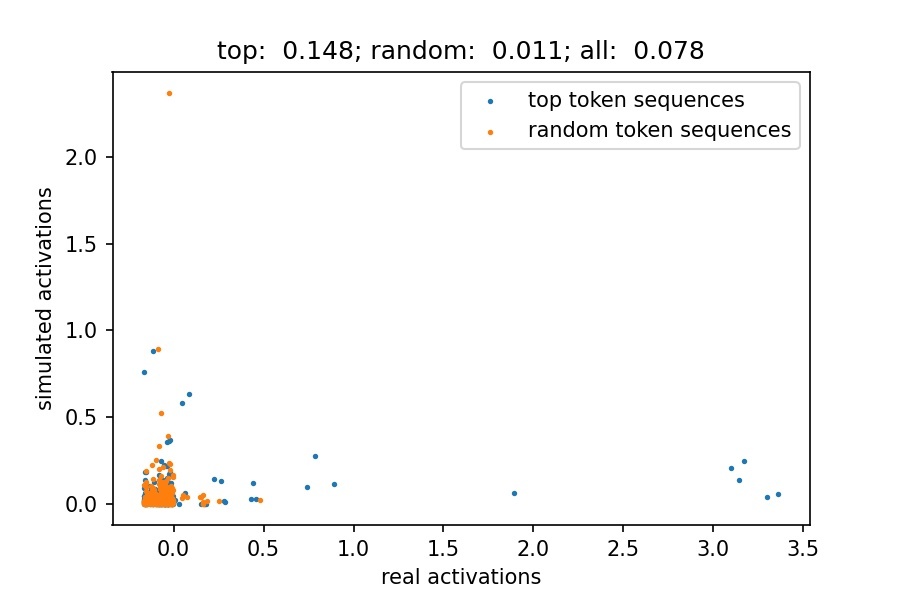 top:  0.148; random:  0.011; all:  0.078
top token sequences
random token sequences
2.0
1.5
1.0
0.5
0.0
simulated activations
0.0 0.5 1.0 1.5 2.0 2.5 3.0 3.5
real activations